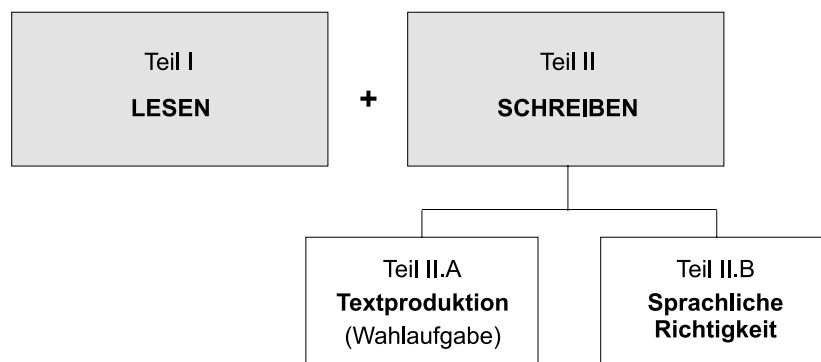 Teil I
LESEN
+
Teil II
SCHREIBEN
Teil II.A
Textproduktion
(Wahlaufgabe)
Teil II.B
Sprachliche
Richtigkeit